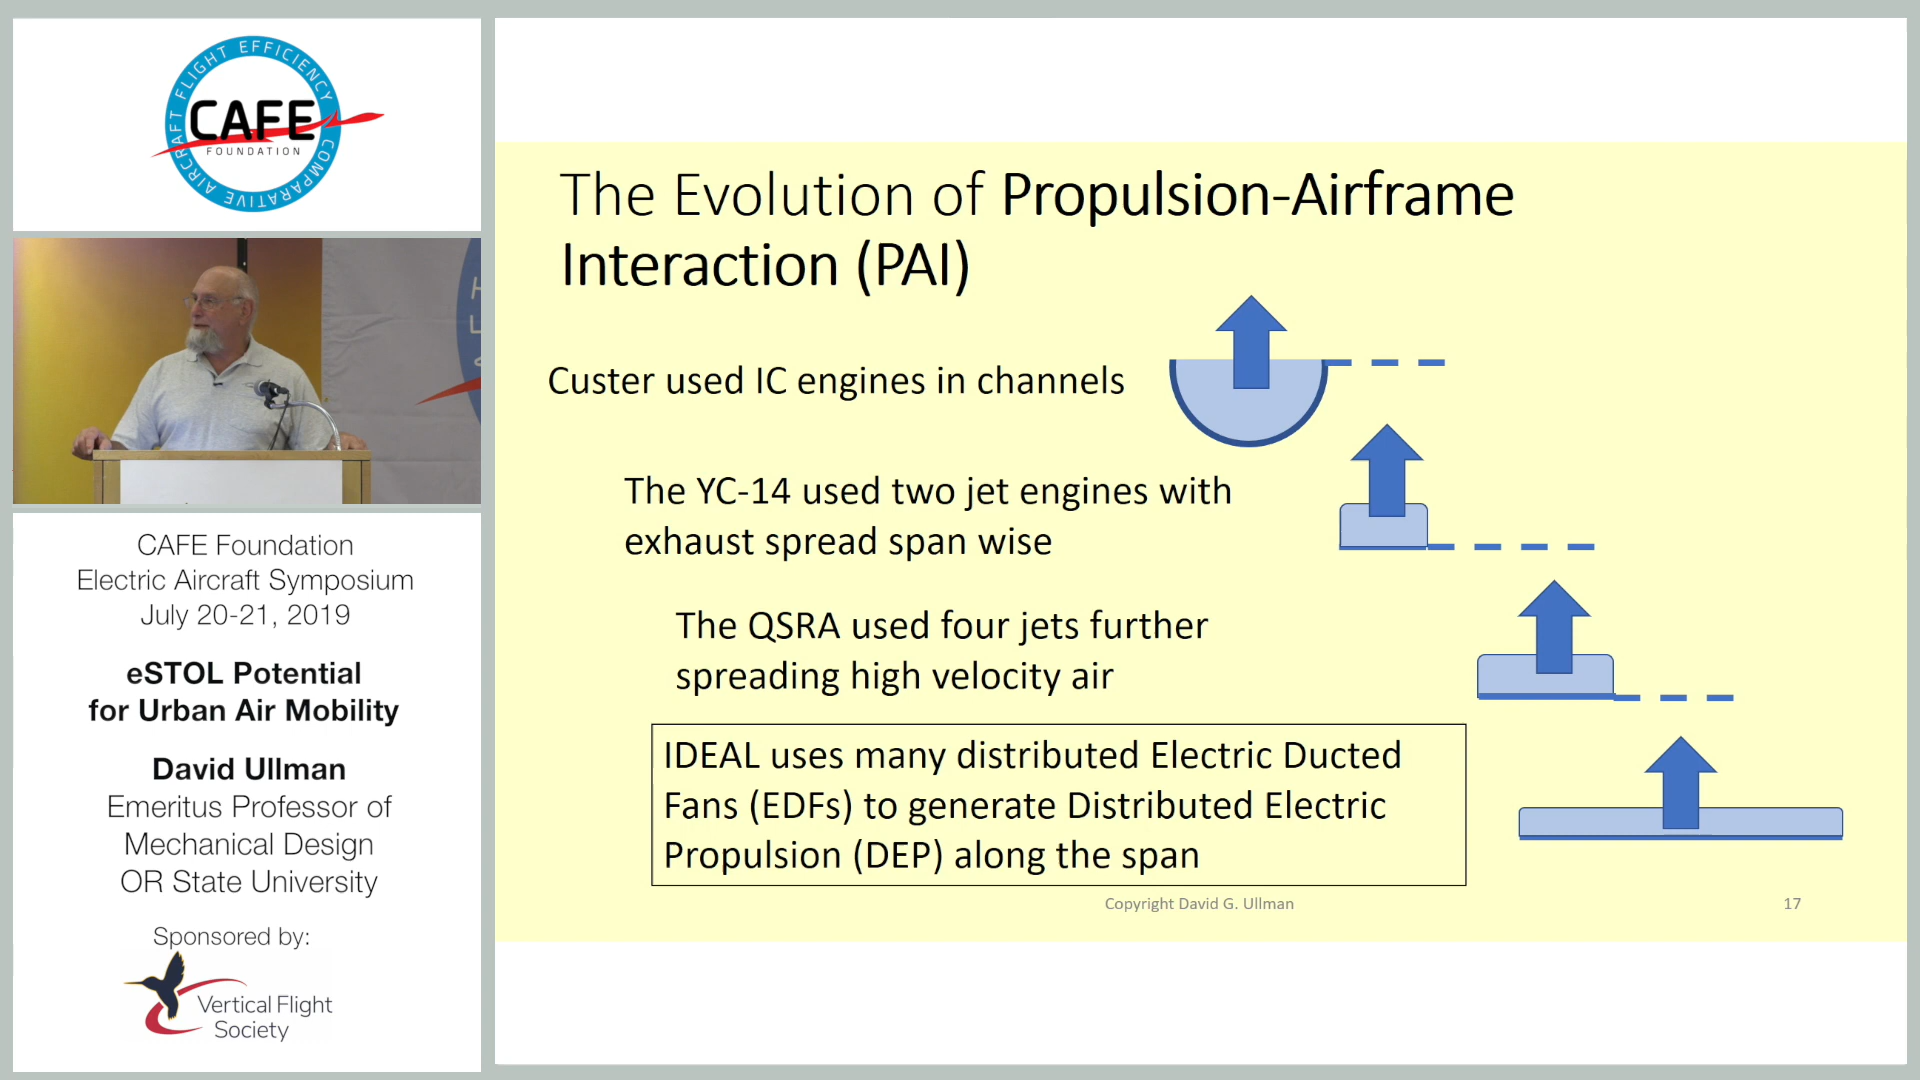 AIRCRAFT FLIGHT EFFICIENCY
COMPARATIVE
CAFE
FOUNDATION
CAFE Foundation
Electric Aircraft Symposium
July 20-21, 2019
eSTOL Potential
for Urban Air Mobility
David Ullman
Emeritus Professor of
Mechanical Design
OR State University
Sponsored by:
Vertical Flight
Society
The Evolution of Propulsion-Airframe
Interaction (PAI)
Custer used IC engines in channels
The YC-14 used two jet engines with
exhaust spread span wise
The QSRA used four jets further
spreading high velocity air
IDEAL uses many distributed Electric Ducted
Fans (EDFs) to generate Distributed Electric
Propulsion (DEP) along the span
Copyright David G. Ullman
17